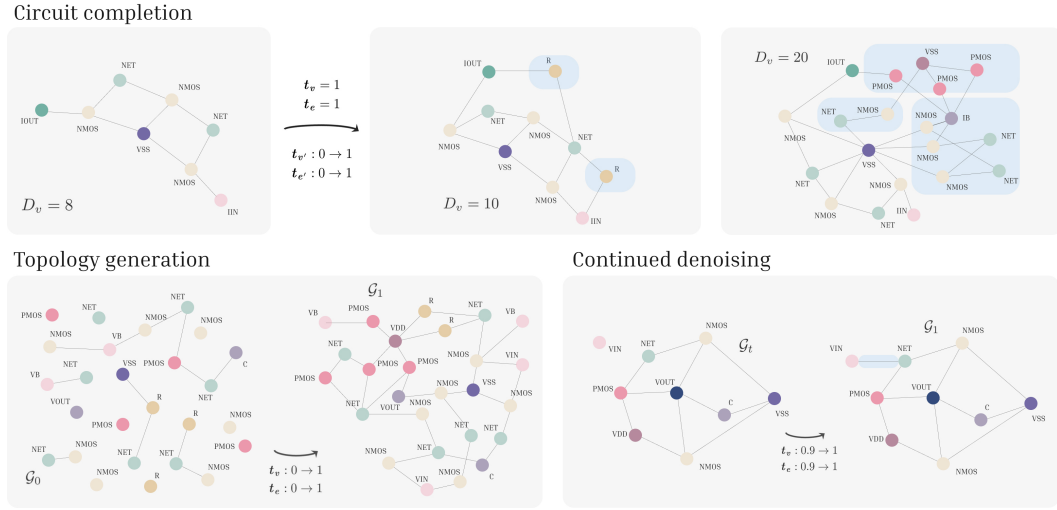 Circuit completion
NET
NMOS
IOUT
NMOS
NET
VSS
NMOS
IIN
D_v = 8
t_v = 1
t_e = 1
t_{v'} : 0 → 1
t_{e'} : 0 → 1
IOUT
R
NET
NMOS
NMOS
NET
VSS
R
NMOS
IIN
D_v = 10
D_v = 20
VSS
IOUT
PMOS
PMOS
PMOS
NET
NMOS
NMOS
IB
NMOS
NET
NMOS
VSS
NET
NMOS
NMOS
NET
NMOS
IIN
NET
Topology generation
PMOS
NET
NET
NMOS
NMOS
NMOS
VB
VSS
PMOS
C
NET
VB
VOUT
R
NET
PMOS
R
NMOS
PMOS
NET
NMOS
NET
NET
NMOS
R
NMOS
G_0
t_v : 0 → 1
t_e : 0 → 1
G_1
VB
PMOS
R
NET
VB
VDD
R
NET
PMOS
PMOS
PMOS
NMOS
VIN
NMOS
VSS
NET
VOUT
NMOS
NMOS
NET
NET
NET
NMOS
VIN
NMOS
C
Continued denoising
VIN
NET
NMOS
G_t
PMOS
VOUT
C
VSS
VDD
NMOS
t_v : 0.9 → 1
t_e : 0.9 → 1
VIN
NET
G_1
NMOS
PMOS
VOUT
C
VSS
VDD
NMOS